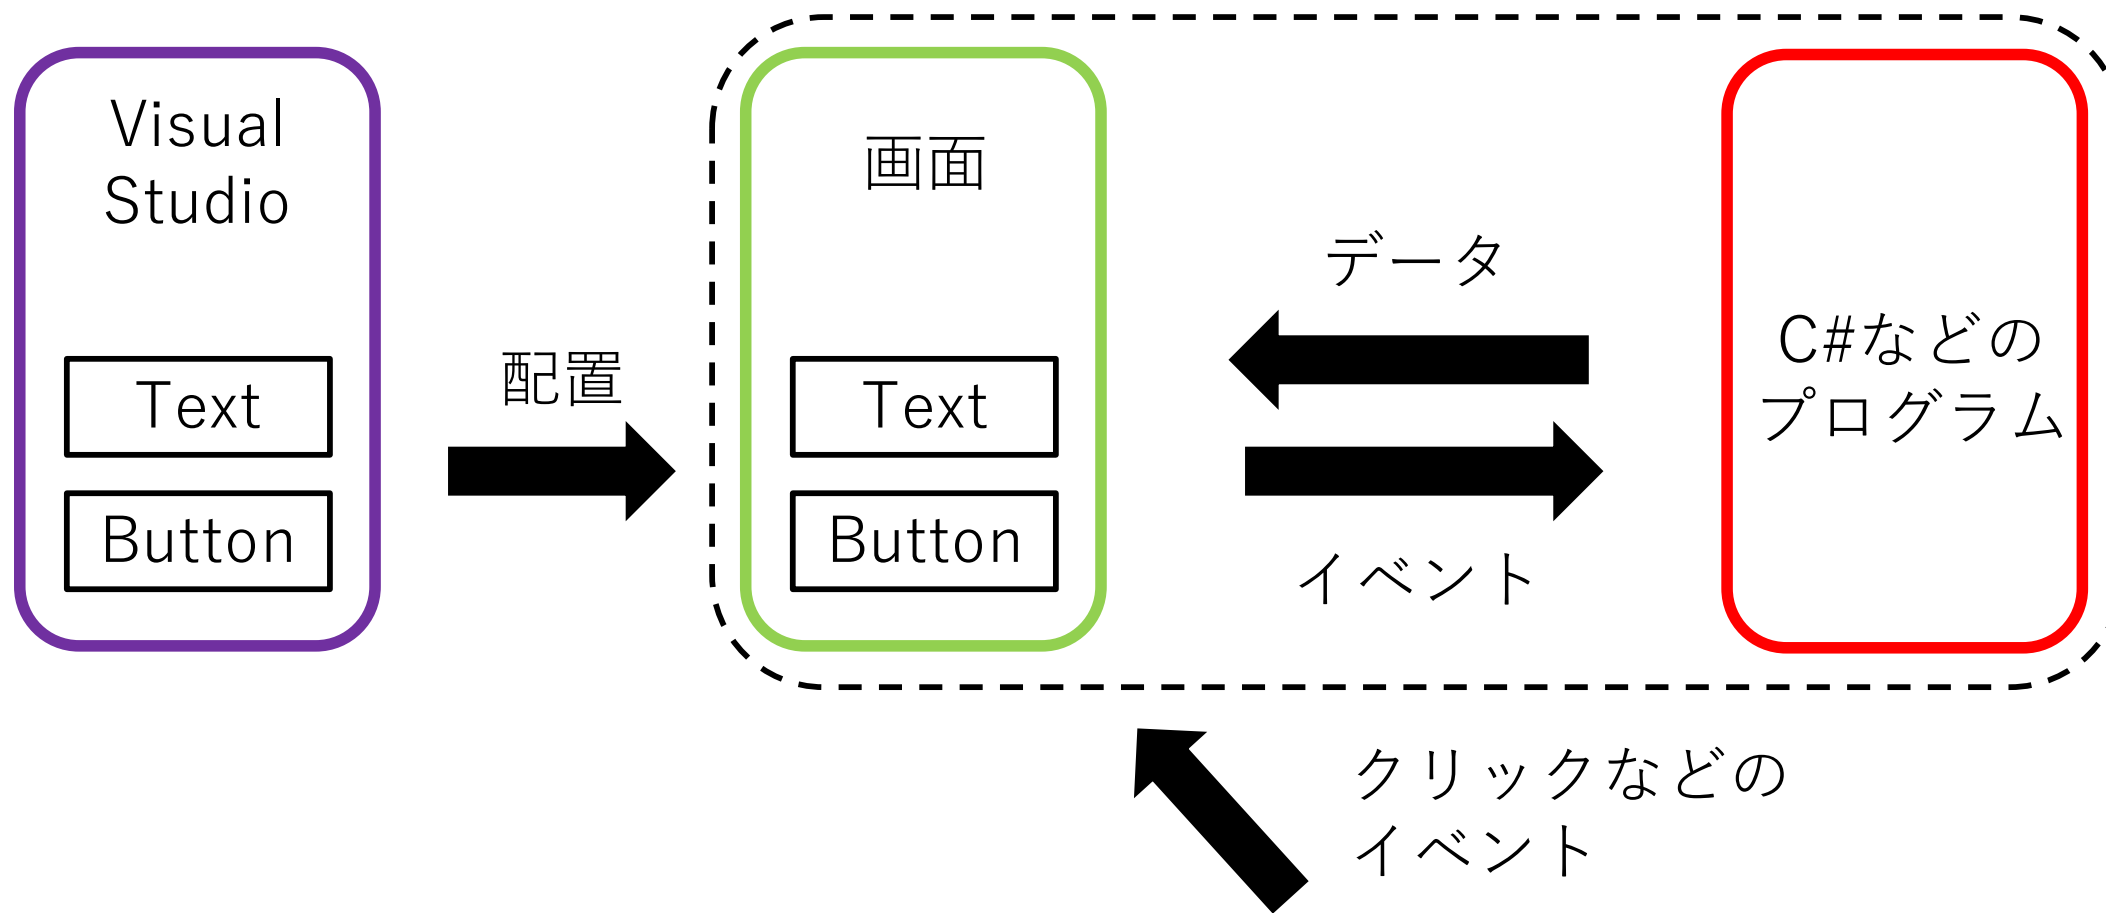 Visual
Studio
Text
Button
配置
画面
Text
Button
データ
イベント
C#などの
プログラム
クリックなどの
イベント